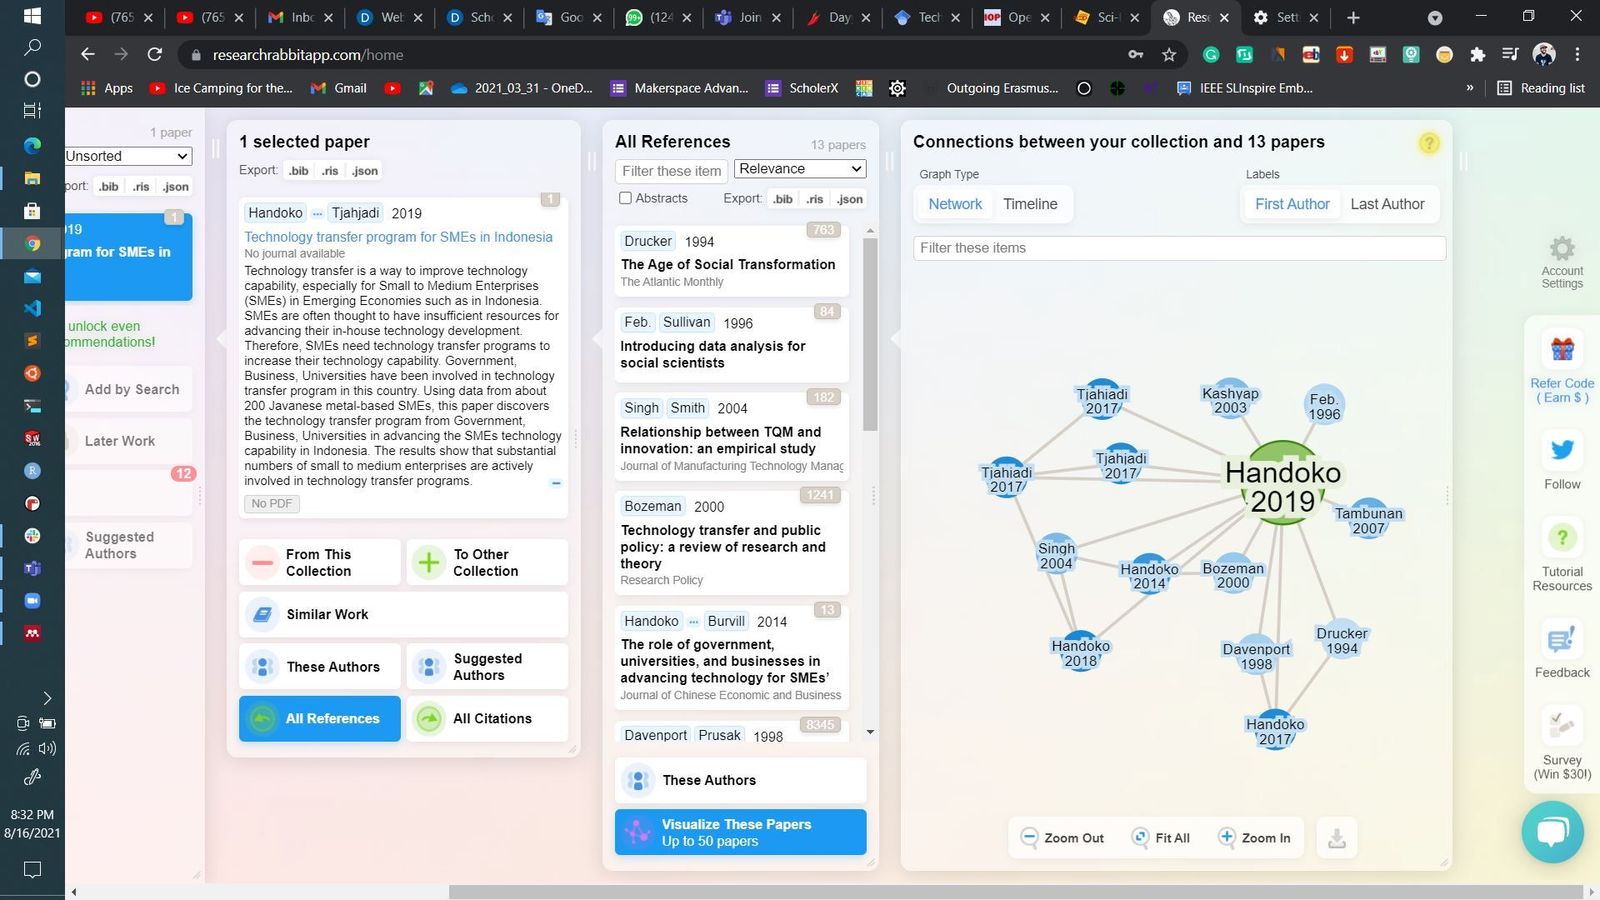 (765
(765
Inbo
Web
Scho
Goo
(124
Join
Day
Tech
Ope
Sci-
Rese
Sett
researchrabbitapp.com/home
Apps
Ice Camping for the...
Gmail
2021_03_31 - OneD...
Makerspace Advan...
ScholerX
Outgoing Erasmus...
IEEE SLInspire Emb...
»
Reading list
1 paper
Unsorted
port:
.bib
.ris
.json
1
019
gram for SMEs in
unlock even
ommendations!
Add by Search
Later Work
12
Suggested
Authors
1 selected paper
Export:
.bib
.ris
.json
1
Handoko ... Tjahjadi 2019
Technology transfer program for SMEs in Indonesia
No journal available
Technology transfer is a way to improve technology
capability, especially for Small to Medium Enterprises
(SMEs) in Emerging Economies such as in Indonesia.
SMEs are often thought to have insufficient resources for
advancing their in-house technology development.
Therefore, SMEs need technology transfer programs to
increase their technology capability. Government,
Business, Universities have been involved in technology
transfer program in this country. Using data from about
200 Javanese metal-based SMEs, this paper discovers
the technology transfer program from Government,
Business, Universities in advancing the SMEs technology
capability in Indonesia. The results show that substantial
numbers of small to medium enterprises are actively
involved in technology transfer programs.
No PDF
From This
Collection
To Other
Collection
Similar Work
These Authors
Suggested
Authors
All References
All Citations
All References
13 papers
Filter these item
Relevance
Abstracts
Export:
.bib
.ris
.json
763
Drucker 1994
The Age of Social Transformation
The Atlantic Monthly
84
Feb. Sullivan 1996
Introducing data analysis for
social scientists
182
Singh Smith 2004
Relationship between TQM and
innovation: an empirical study
Journal of Manufacturing Technology Manag
1241
Bozeman 2000
Technology transfer and public
policy: a review of research and
theory
Research Policy
13
Handoko ... Burvill 2014
The role of government,
universities, and businesses in
advancing technology for SMEs'
Journal of Chinese Economic and Business
8345
Davenport Prusak 1998
These Authors
Visualize These Papers
Up to 50 papers
Connections between your collection and 13 papers
?
Graph Type
Network
Timeline
Labels
First Author
Last Author
Filter these items
Tjahjadi
2017
Kashyap
2003
Feb.
1996
Tjahjadi
2017
Tjahjadi
2017
Handoko
2019
Tambunan
2007
Singh
2004
Handoko
2014
Bozeman
2000
Handoko
2018
Davenport
1998
Drucker
1994
Handoko
2017
Zoom Out
Fit All
Zoom In
Account
Settings
Refer Code
( Earn $ )
Follow
?
Tutorial
Resources
Feedback
Survey
(Win $30!)
8:32 PM
8/16/2021